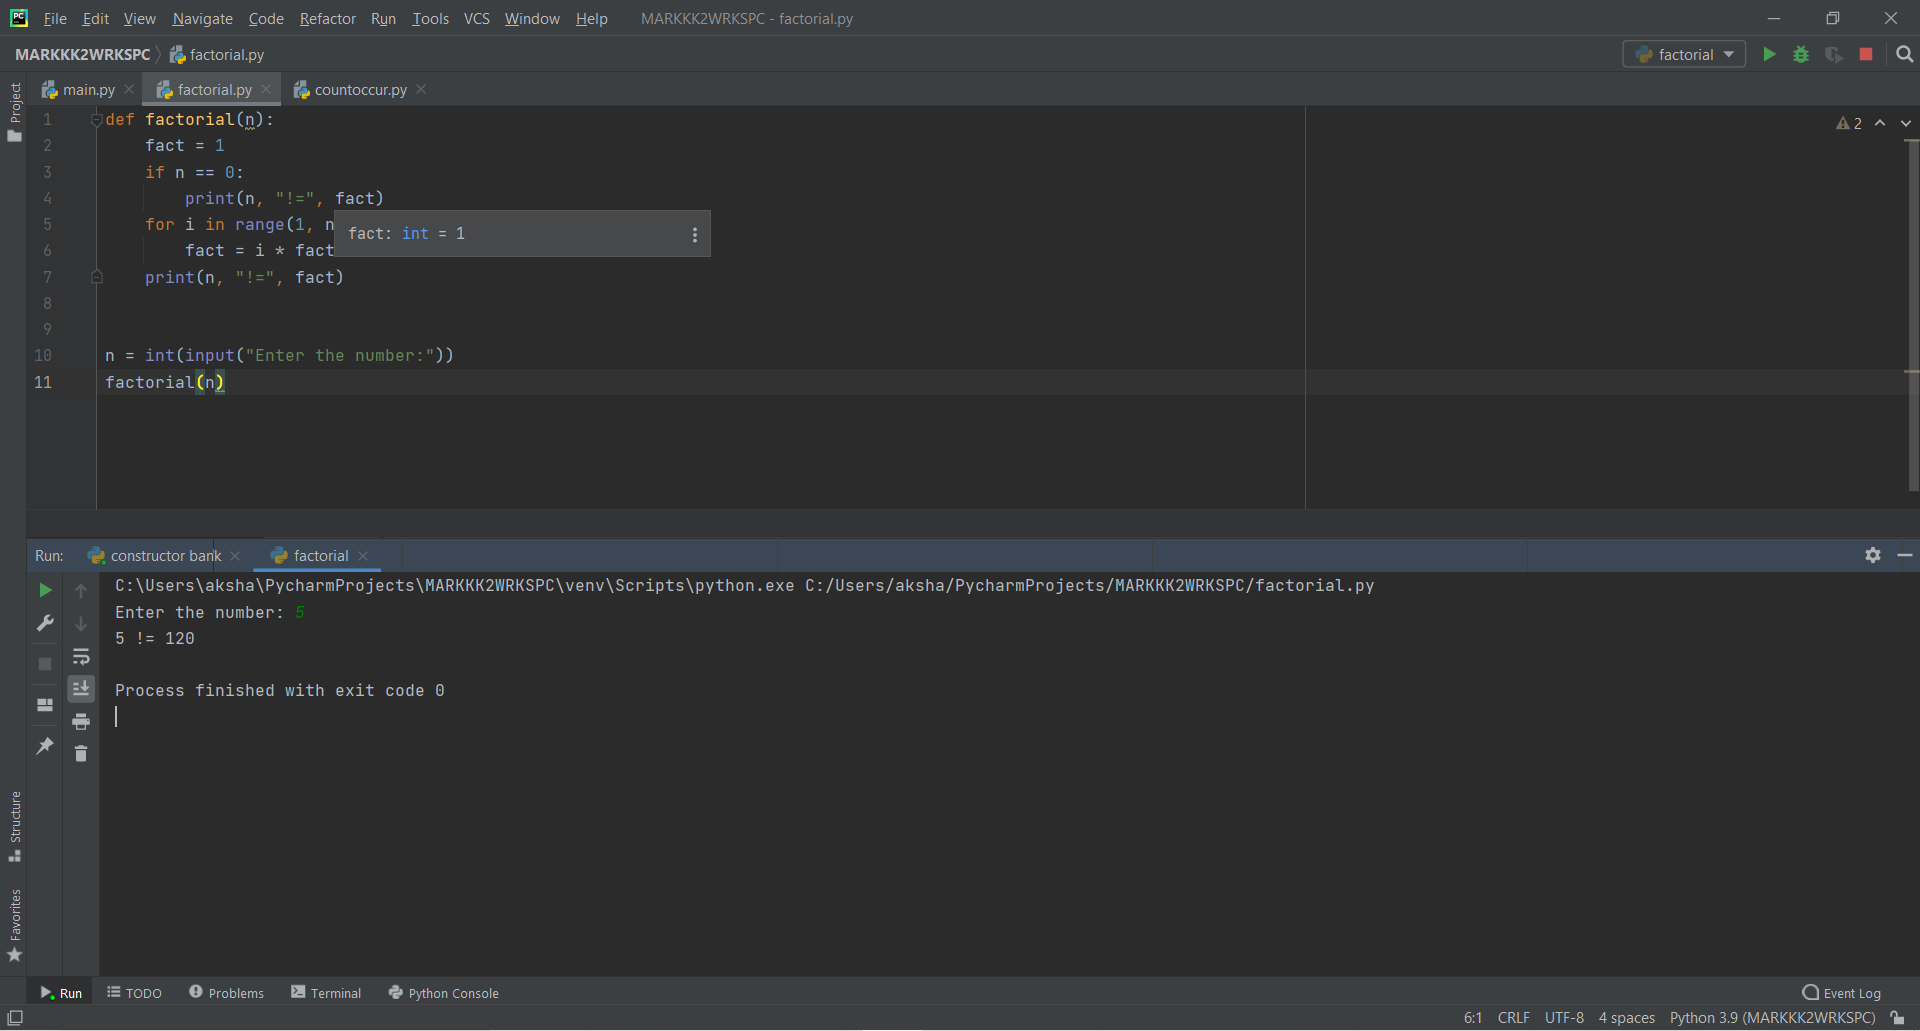 File Edit View Navigate Code Refactor Run Tools VCS Window Help MARKKK2WRKSPC - factorial.py
MARKKK2WRKSPC factorial.py factorial
main.py factorial.py countoccur.py
Project
1 def factorial(n):
2 fact = 1
3 if n == 0:
4 print(n, "!=", fact)
5 for i in range(1, n
6 fact = i * fact
7 print(n, "!=", fact)
8
9
10 n = int(input("Enter the number:"))
11 factorial(n)
fact: int = 1
2
Run: constructor bank factorial
C:\Users\aksha\PycharmProjects\MARKKK2WRKSPC\venv\Scripts\python.exe C:/Users/aksha/PycharmProjects/MARKKK2WRKSPC/factorial.py
Enter the number: 5
5 != 120
Process finished with exit code 0
Structure
Favorites
Run TODO Problems Terminal Python Console Event Log
6:1 CRLF UTF-8 4 spaces Python 3.9 (MARKKK2WRKSPC)